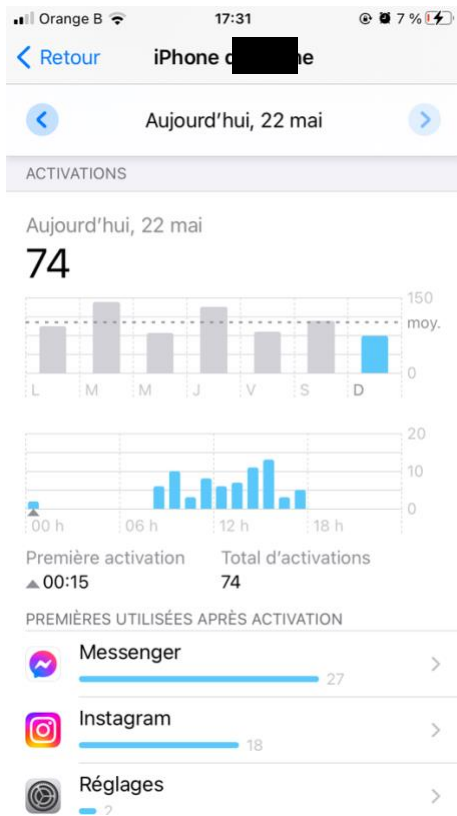 Orange B 17:31 7 %
Retour iPhone d e
Aujourd’hui, 22 mai
ACTIVATIONS
Aujourd’hui, 22 mai
74
150
moy.
0
L M M J V S D
20
10
0
00 h 06 h 12 h 18 h
Première activation Total d’activations
00:15 74
PREMIÈRES UTILISÉES APRÈS ACTIVATION
Messenger
27
Instagram
18
Réglages
2